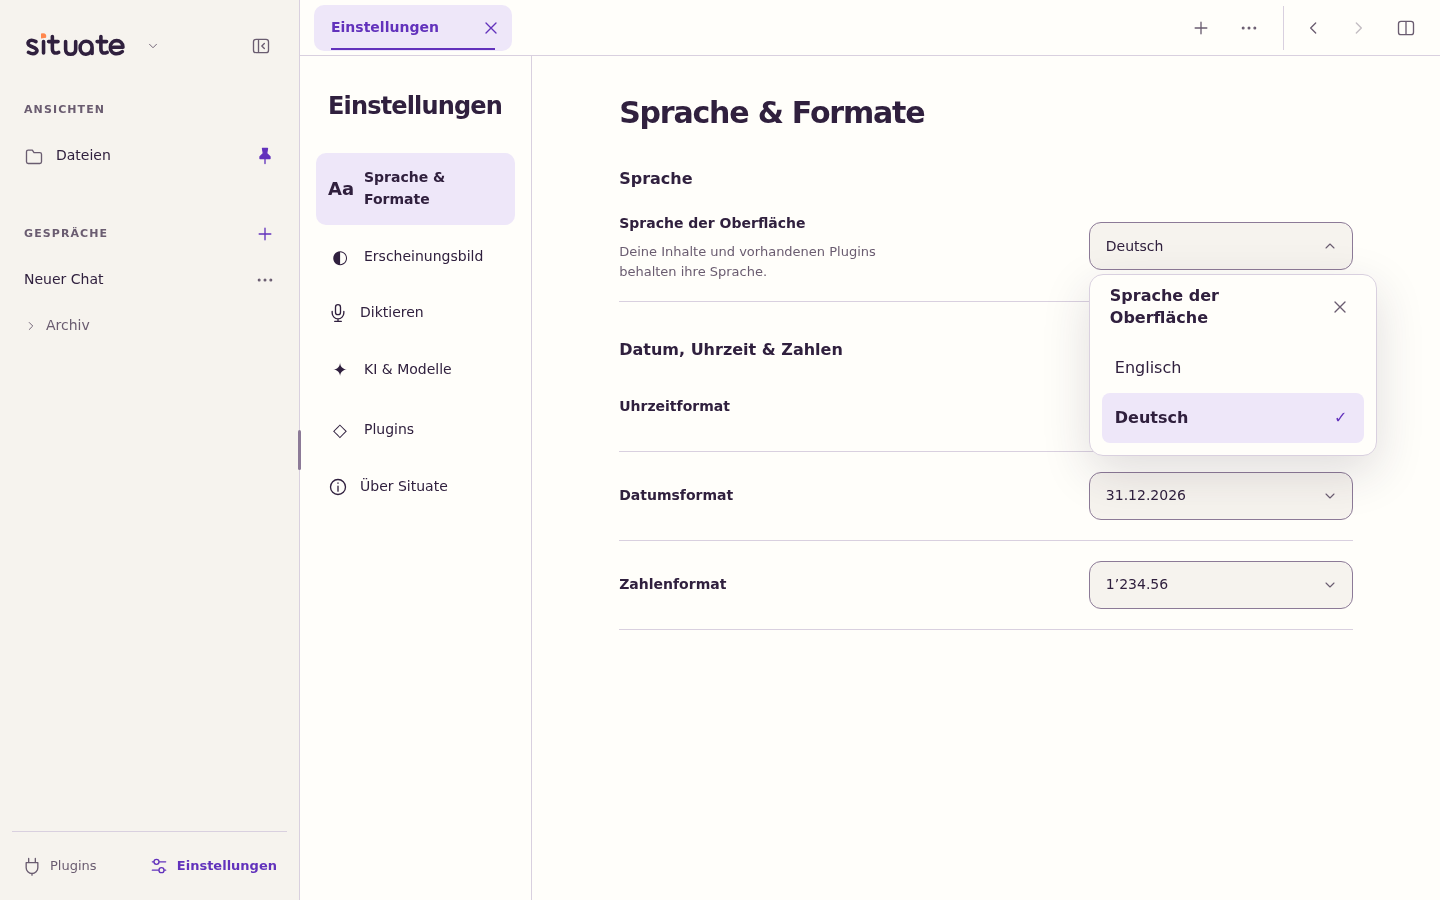 situate
ANSICHTEN
Dateien
GESPRÄCHE
Neuer Chat
Archiv
Plugins
Einstellungen
Einstellungen
Einstellungen
Aa Sprache &
Formate
Erscheinungsbild
Diktieren
KI & Modelle
Plugins
Über Situate
Sprache & Formate
Sprache
Sprache der Oberfläche
Deine Inhalte und vorhandenen Plugins
behalten ihre Sprache.
Deutsch
Sprache der
Oberfläche
Englisch
Deutsch
Datum, Uhrzeit & Zahlen
Uhrzeitformat
Datumsformat
31.12.2026
Zahlenformat
1’234.56